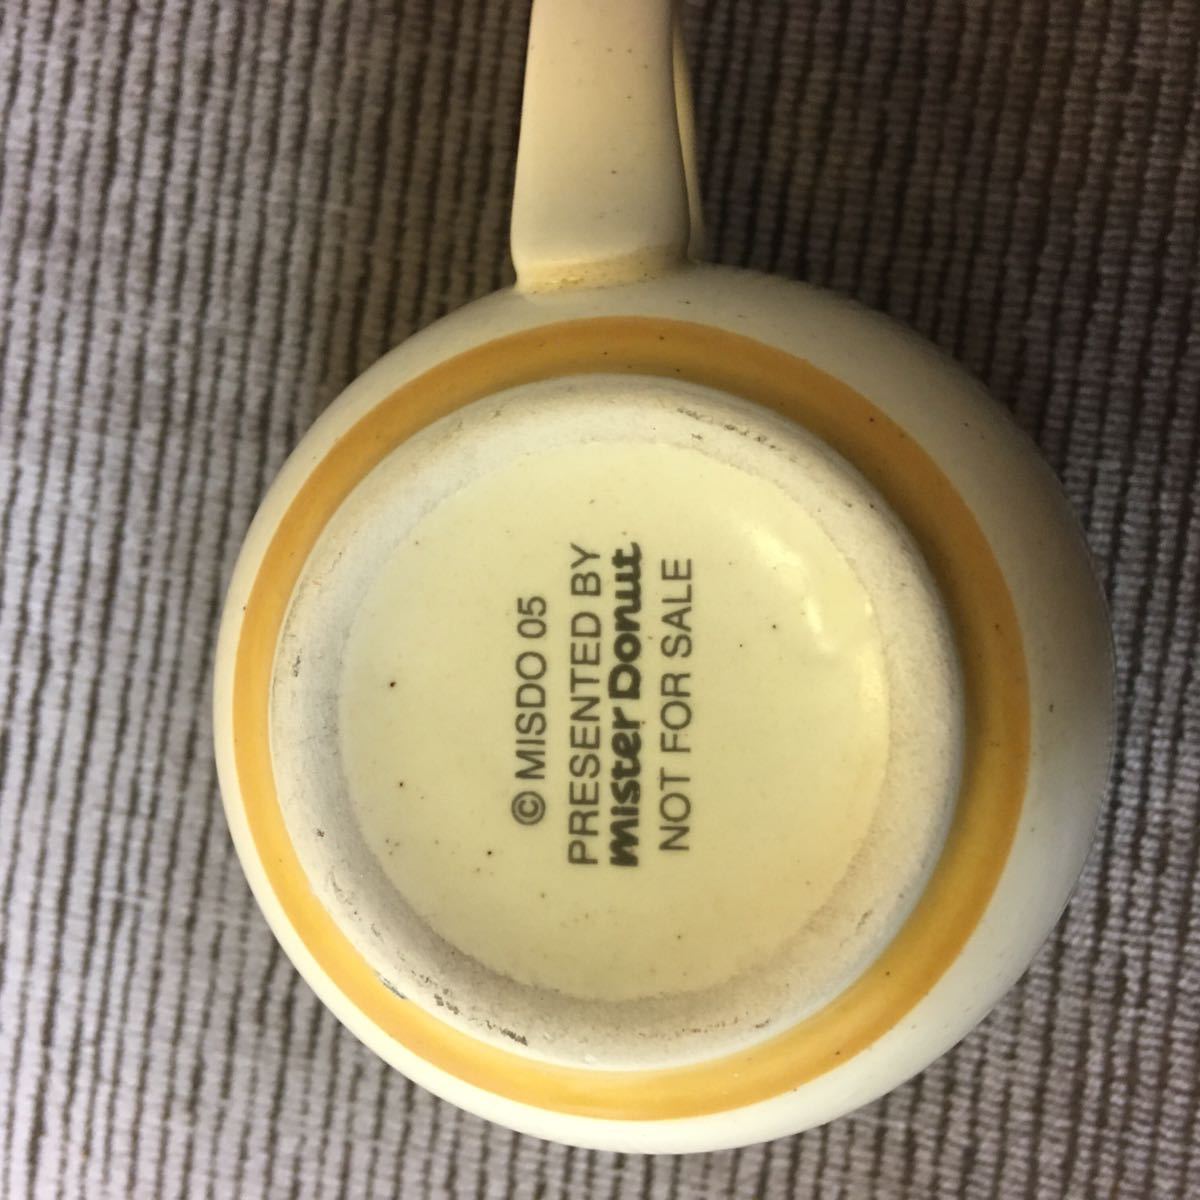 © MISDO 05
PRESENTED BY
Mister Donut
NOT FOR SALE